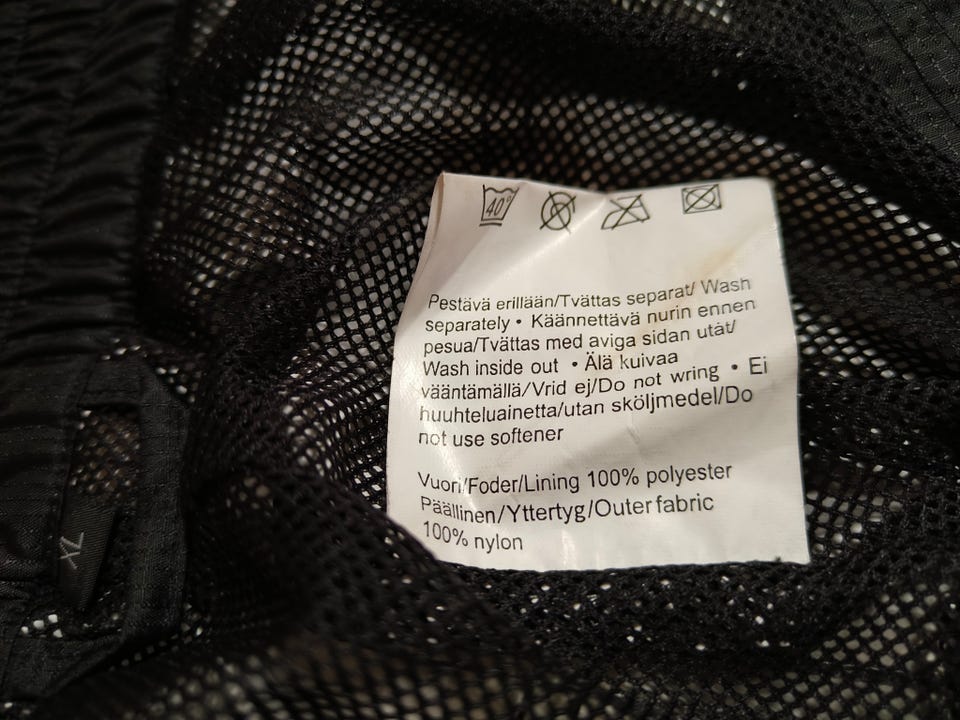 40°
Pestävä erillään/Tvättas separat/ Wash
separately • Käännettävä nurin ennen
pesua/Tvättas med aviga sidan utåt/
Wash inside out • Älä kuivaa
vääntämällä/Vrid ej/Do not wring • Ei
huuhteluainetta/utan sköljmedel/Do
not use softener
Vuori/Foder/Lining 100% polyester
Päällinen/Yttertyg/Outer fabric
100% nylon